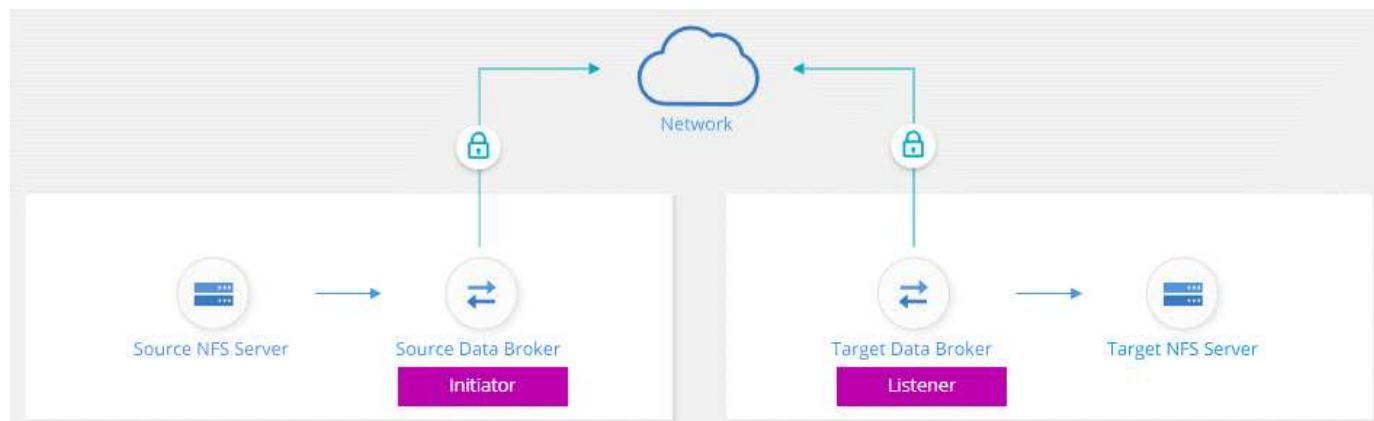 Network
Source NFS Server
Source Data Broker
Target Data Broker
Target NFS Server
Initiator
Listener